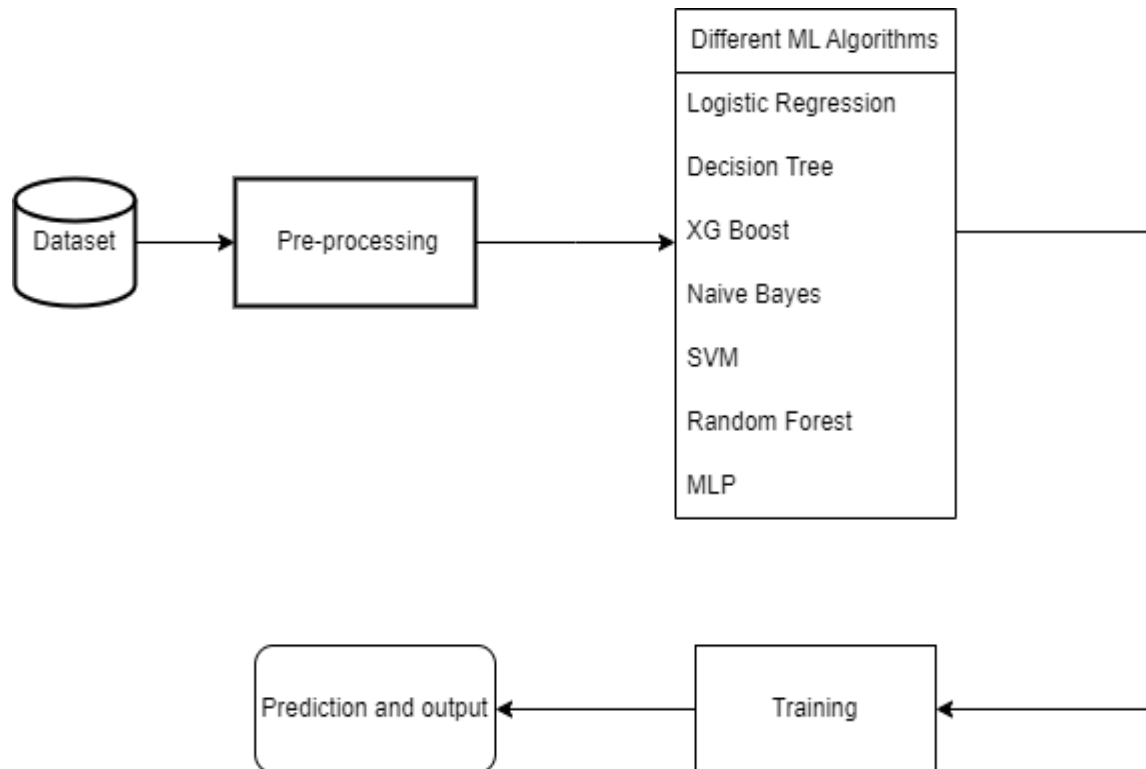 Dataset
Pre-processing
Different ML Algorithms
Logistic Regression
Decision Tree
XG Boost
Naive Bayes
SVM
Random Forest
MLP
Training
Prediction and output